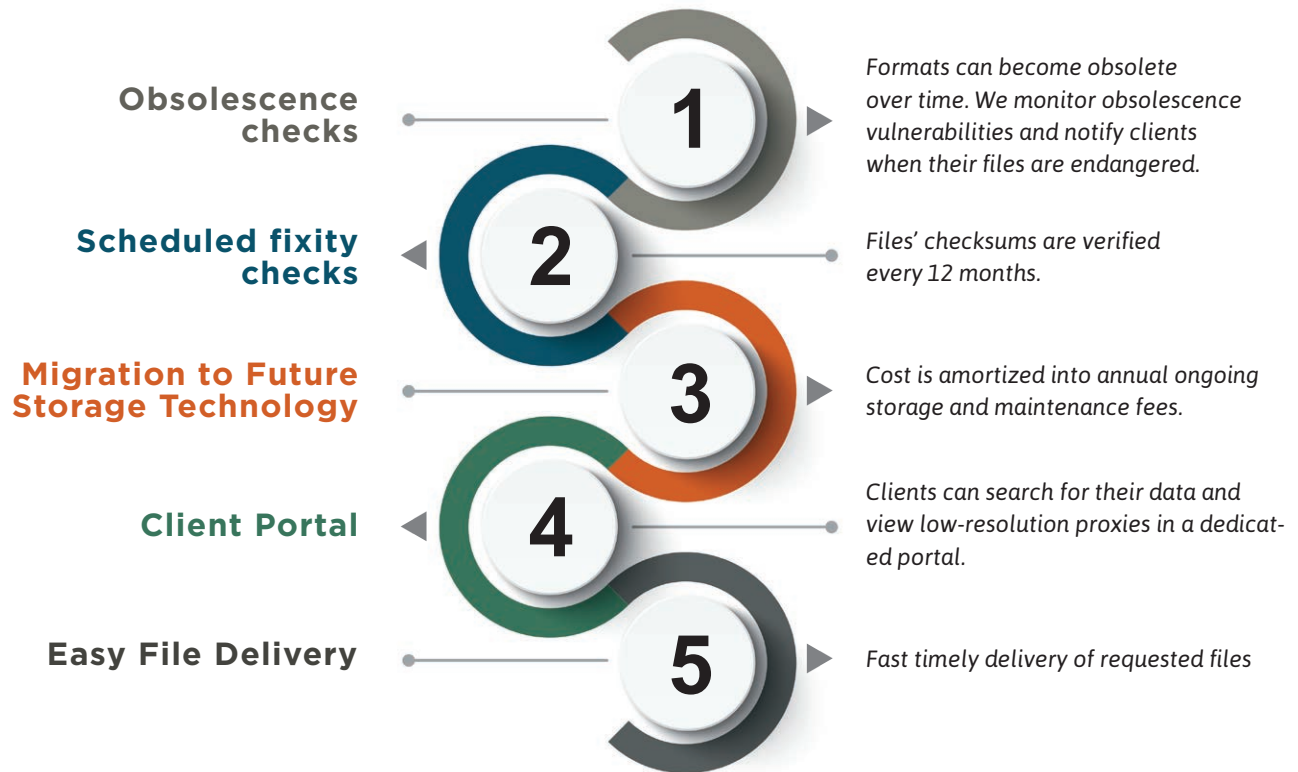 Obsolescence
checks
1
Formats can become obsolete
over time. We monitor obsolescence
vulnerabilities and notify clients
when their files are endangered.
Scheduled fixity
checks
2
Files’ checksums are verified
every 12 months.
Migration to Future
Storage Technology
3
Cost is amortized into annual ongoing
storage and maintenance fees.
Client Portal
4
Clients can search for their data and
view low-resolution proxies in a dedicat-
ed portal.
Easy File Delivery
5
Fast timely delivery of requested files